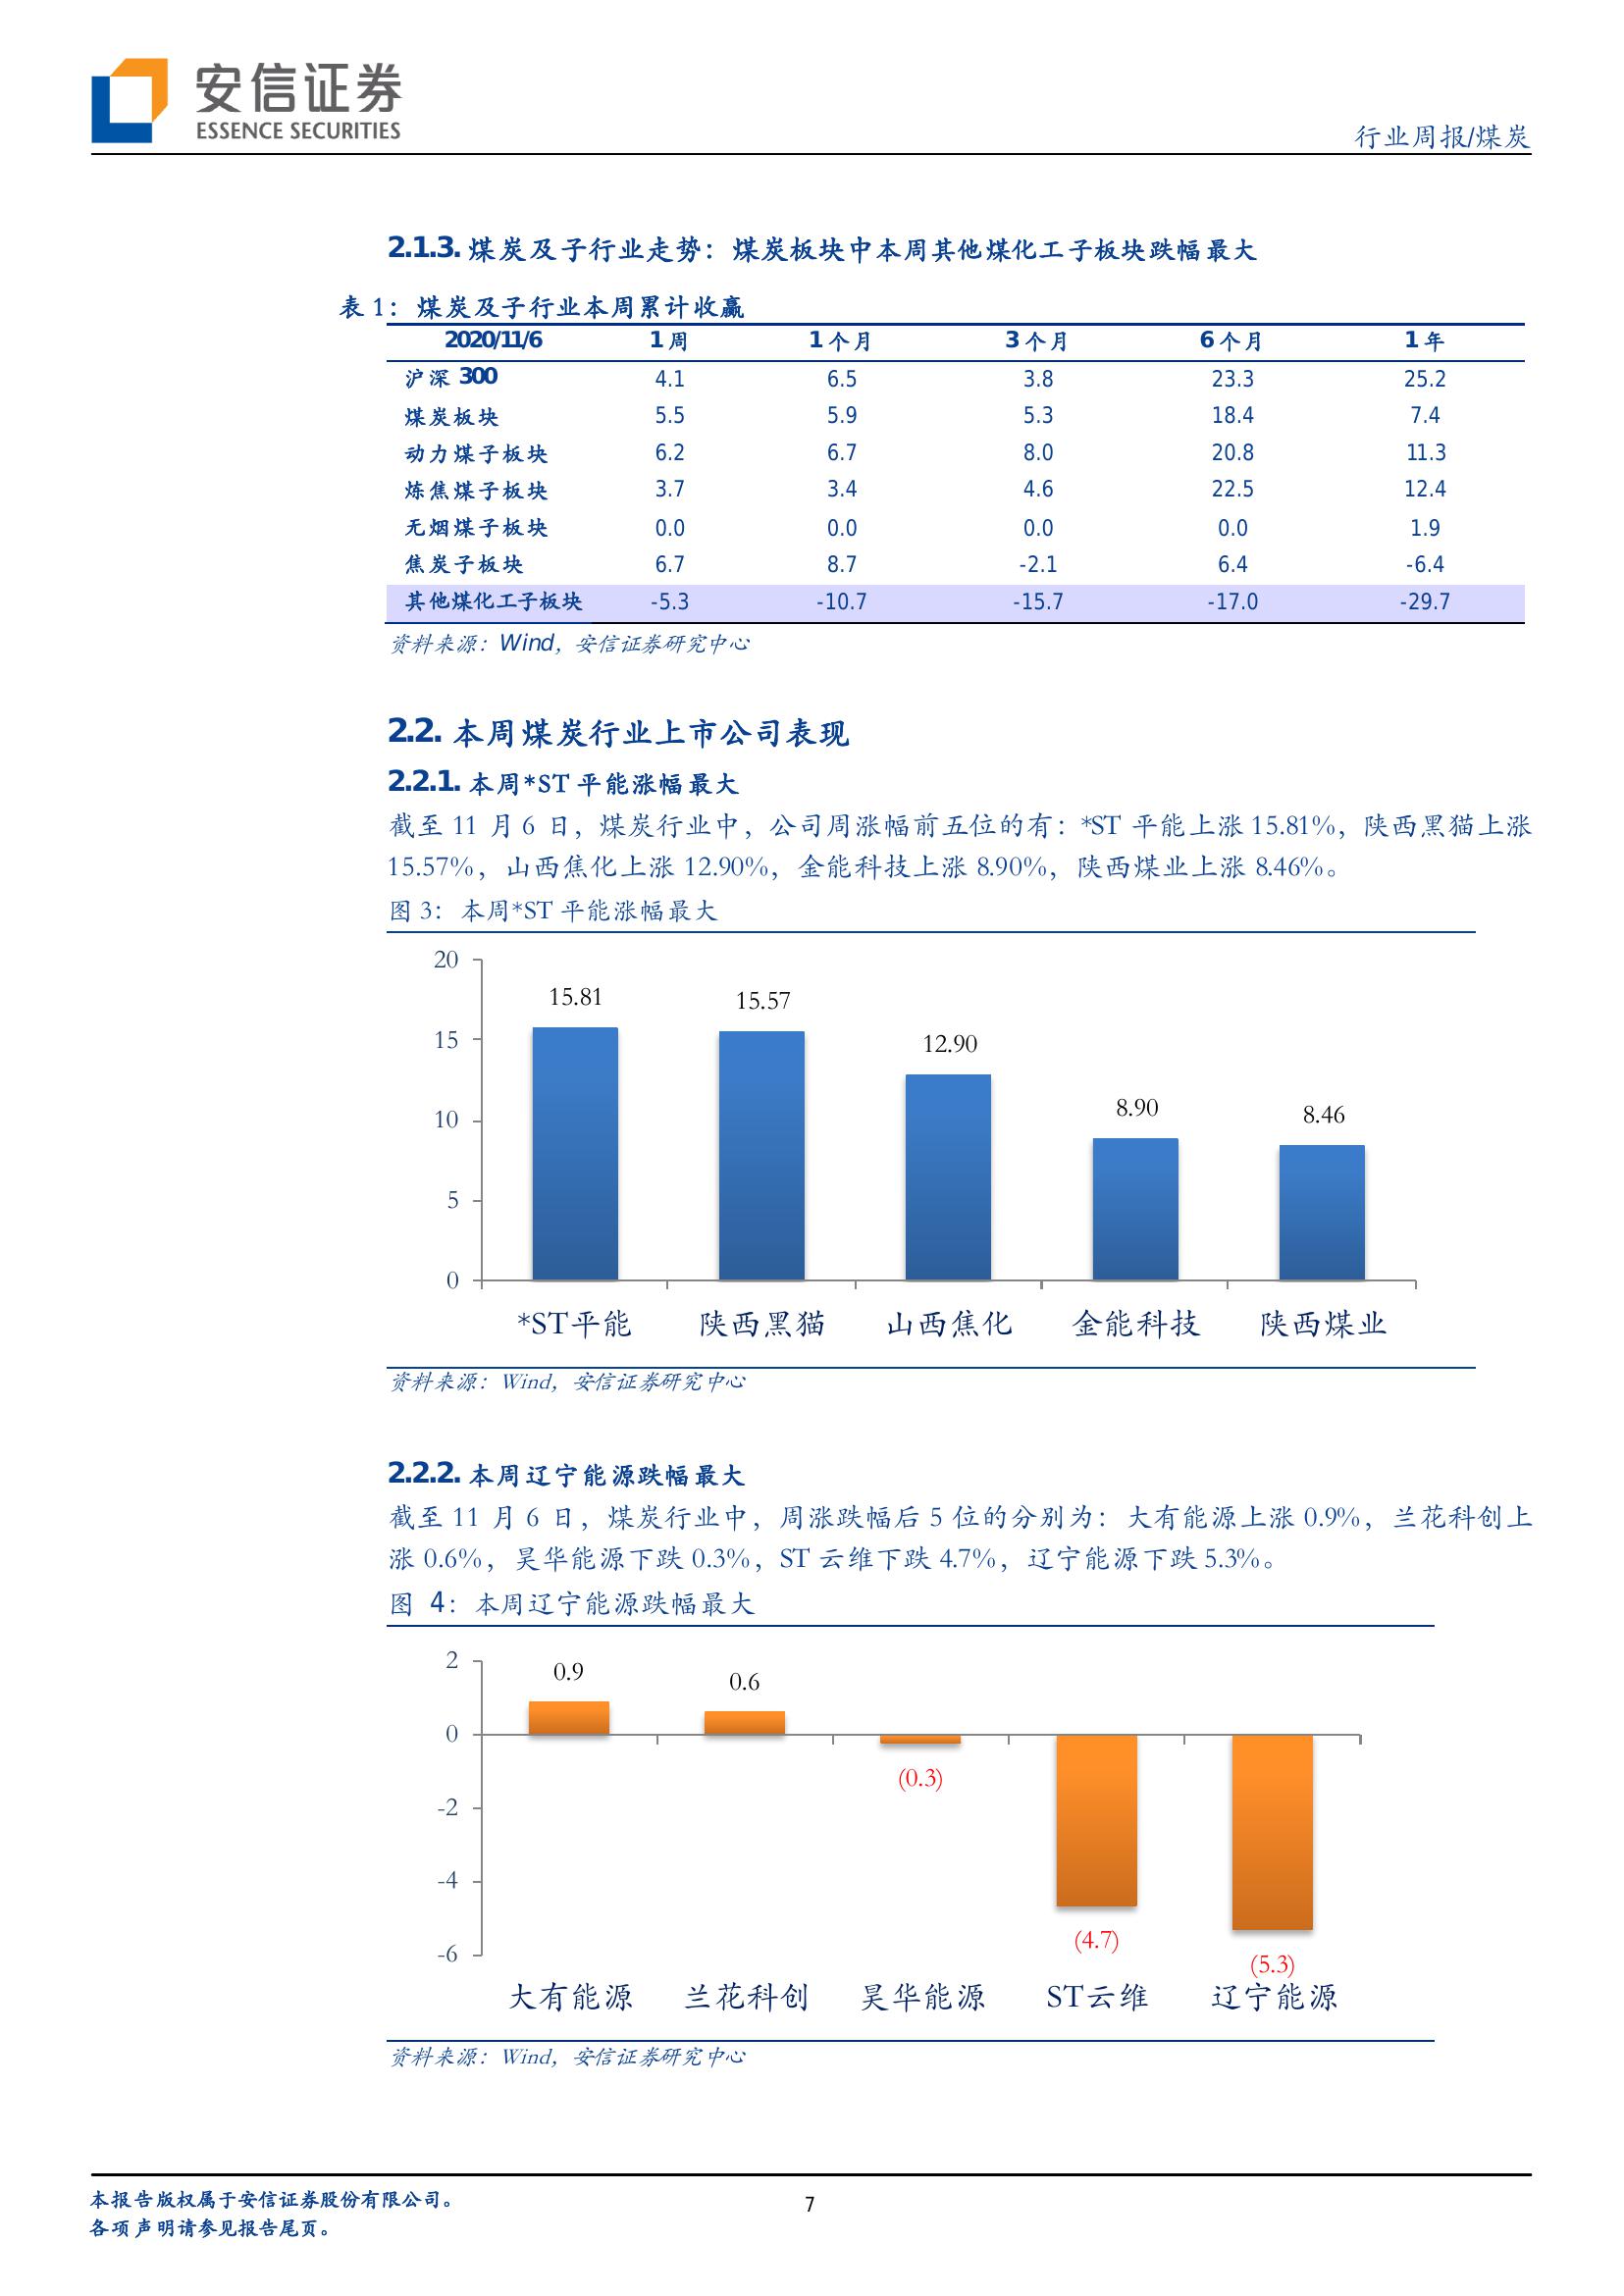 安信证券
ESSENCE SECURITIES
行业周报/煤炭
2.1.3. 煤炭及子行业走势：煤炭板块中本周其他煤化工子板块跌幅最大
表 1：煤炭及子行业本周累计收赢
2020/11/6 1 周 1 个月 3 个月 6 个月 1 年
沪深 300 4.1 6.5 3.8 23.3 25.2
煤炭板块 5.5 5.9 5.3 18.4 7.4
动力煤子板块 6.2 6.7 8.0 20.8 11.3
炼焦煤子板块 3.7 3.4 4.6 22.5 12.4
无烟煤子板块 0.0 0.0 0.0 0.0 1.9
焦炭子板块 6.7 8.7 -2.1 6.4 -6.4
其他煤化工子板块 -5.3 -10.7 -15.7 -17.0 -29.7
资料来源：Wind，安信证券研究中心
2.2. 本周煤炭行业上市公司表现
2.2.1. 本周*ST 平能涨幅最大
截至 11 月 6 日，煤炭行业中，公司周涨幅前五位的有：*ST 平能上涨 15.81%，陕西黑猫上涨
15.57%，山西焦化上涨 12.90%，金能科技上涨 8.90%，陕西煤业上涨 8.46%。
图 3：本周*ST 平能涨幅最大
20
15
10
5
0
15.81 15.57 12.90 8.90 8.46
*ST平能 陕西黑猫 山西焦化 金能科技 陕西煤业
资料来源：Wind，安信证券研究中心
2.2.2. 本周辽宁能源跌幅最大
截至 11 月 6 日，煤炭行业中，周涨跌幅后 5 位的分别为：大有能源上涨 0.9%，兰花科创上
涨 0.6%，昊华能源下跌 0.3%，ST 云维下跌 4.7%，辽宁能源下跌 5.3%。
图 4：本周辽宁能源跌幅最大
2
0
-2
-4
-6
0.9 0.6 (0.3) (4.7) (5.3)
大有能源 兰花科创 昊华能源 ST云维 辽宁能源
资料来源：Wind，安信证券研究中心
本报告版权属于安信证券股份有限公司。
各项声明请参见报告尾页。
7